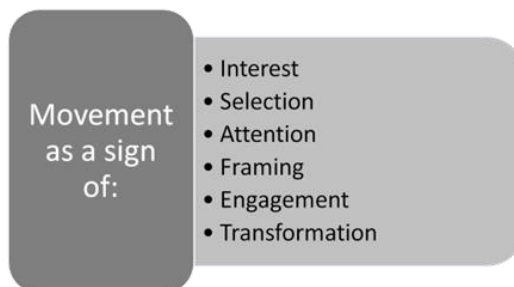 Movement
as a sign
of:
• Interest
• Selection
• Attention
• Framing
• Engagement
• Transformation